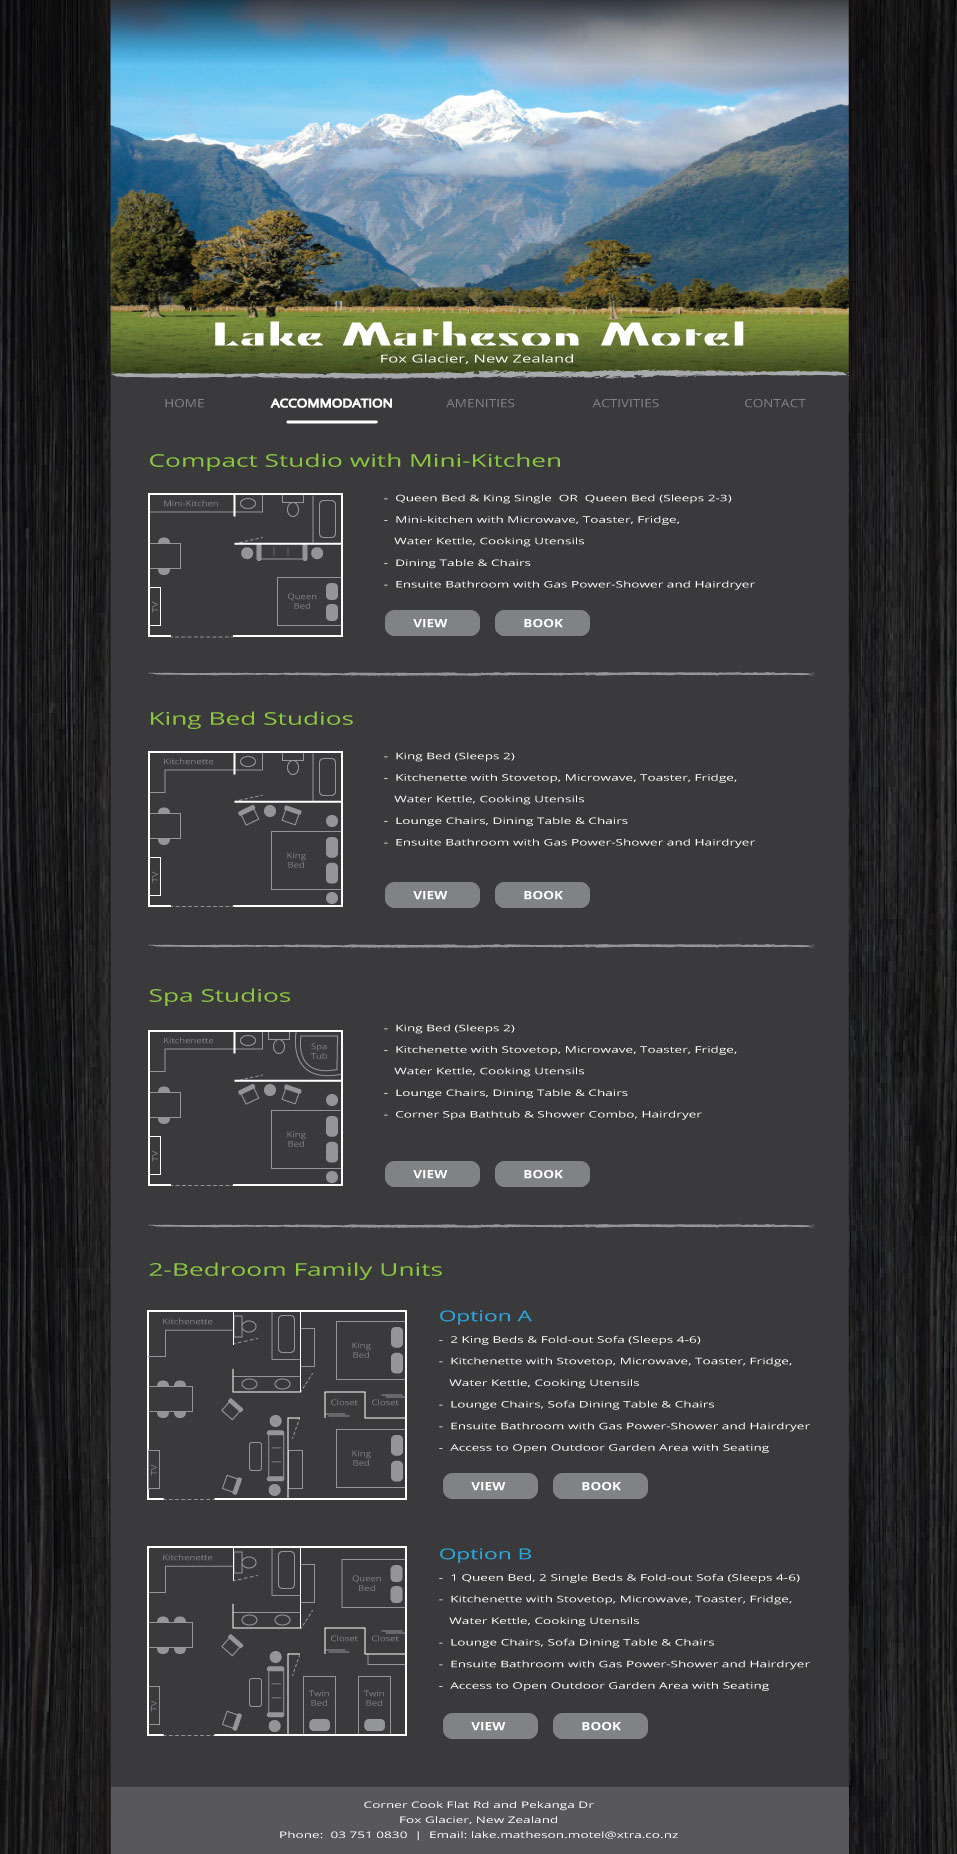 Lake Matheson Motel
Fox Glacier, New Zealand
HOME ACCOMMODATION AMENITIES ACTIVITIES CONTACT
Compact Studio with Mini-Kitchen
Mini-Kitchen
Queen
Bed
TV
- Queen Bed & King Single OR Queen Bed (Sleeps 2-3)
- Mini-kitchen with Microwave, Toaster, Fridge,
Water Kettle, Cooking Utensils
- Dining Table & Chairs
- Ensuite Bathroom with Gas Power-Shower and Hairdryer
VIEW BOOK
King Bed Studios
Kitchenette
King
Bed
TV
- King Bed (Sleeps 2)
- Kitchenette with Stovetop, Microwave, Toaster, Fridge,
Water Kettle, Cooking Utensils
- Lounge Chairs, Dining Table & Chairs
- Ensuite Bathroom with Gas Power-Shower and Hairdryer
VIEW BOOK
Spa Studios
Kitchenette
Spa
Tub
King
Bed
TV
- King Bed (Sleeps 2)
- Kitchenette with Stovetop, Microwave, Toaster, Fridge,
Water Kettle, Cooking Utensils
- Lounge Chairs, Dining Table & Chairs
- Corner Spa Bathtub & Shower Combo, Hairdryer
VIEW BOOK
2-Bedroom Family Units
Kitchenette
King
Bed
Closet Closet
King
Bed
TV
Option A
- 2 King Beds & Fold-out Sofa (Sleeps 4-6)
- Kitchenette with Stovetop, Microwave, Toaster, Fridge,
Water Kettle, Cooking Utensils
- Lounge Chairs, Sofa Dining Table & Chairs
- Ensuite Bathroom with Gas Power-Shower and Hairdryer
- Access to Open Outdoor Garden Area with Seating
VIEW BOOK
Kitchenette
Queen
Bed
Closet Closet
Twin
Bed
Twin
Bed
TV
Option B
- 1 Queen Bed, 2 Single Beds & Fold-out Sofa (Sleeps 4-6)
- Kitchenette with Stovetop, Microwave, Toaster, Fridge,
Water Kettle, Cooking Utensils
- Lounge Chairs, Sofa Dining Table & Chairs
- Ensuite Bathroom with Gas Power-Shower and Hairdryer
- Access to Open Outdoor Garden Area with Seating
VIEW BOOK
Corner Cook Flat Rd and Pekanga Dr
Fox Glacier, New Zealand
Phone: 03 751 0830 | Email: lake.matheson.motel@xtra.co.nz